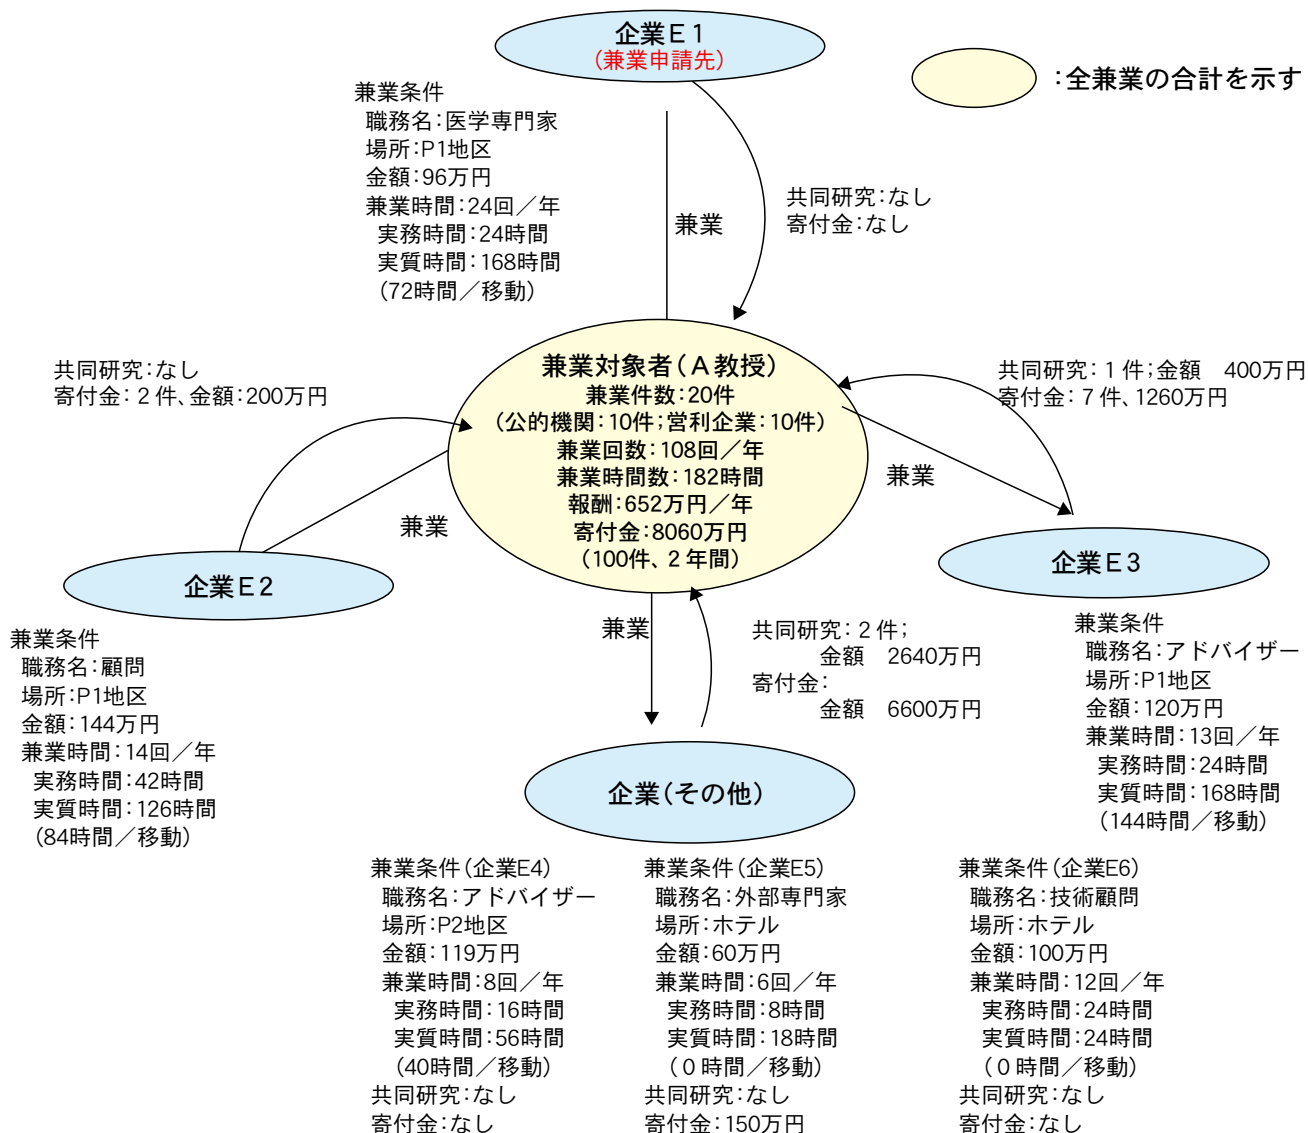 企業E1
(兼業申請先)
:全兼業の合計を示す
兼業条件
職務名:医学専門家
場所:P1地区
金額:96万円
兼業時間:24回/年
実務時間:24時間
実質時間:168時間
(72時間/移動)
兼業
共同研究:なし
寄付金:なし
共同研究:なし
寄付金:2件、金額:200万円
兼業対象者(A教授)
兼業件数:20件
(公的機関:10件;営利企業:10件)
兼業回数:108回/年
兼業時間数:182時間
報酬:652万円/年
寄付金:8060万円
(100件、2年間)
共同研究:1件;金額 400万円
寄付金:7件、1260万円
兼業
兼業
企業E2
企業E3
兼業条件
職務名:顧問
場所:P1地区
金額:144万円
兼業時間:14回/年
実務時間:42時間
実質時間:126時間
(84時間/移動)
兼業
共同研究:2件;
金額 2640万円
寄付金:
金額 6600万円
兼業条件
職務名:アドバイザー
場所:P1地区
金額:120万円
兼業時間:13回/年
実務時間:24時間
実質時間:168時間
(144時間/移動)
企業(その他)
兼業条件(企業E4)
職務名:アドバイザー
場所:P2地区
金額:119万円
兼業時間:8回/年
実務時間:16時間
実質時間:56時間
(40時間/移動)
共同研究:なし
寄付金:なし
兼業条件(企業E5)
職務名:外部専門家
場所:ホテル
金額:60万円
兼業時間:6回/年
実務時間:8時間
実質時間:18時間
(0時間/移動)
共同研究:なし
寄付金:150万円
兼業条件(企業E6)
職務名:技術顧問
場所:ホテル
金額:100万円
兼業時間:12回/年
実務時間:24時間
実質時間:24時間
(0時間/移動)
共同研究:なし
寄付金:なし